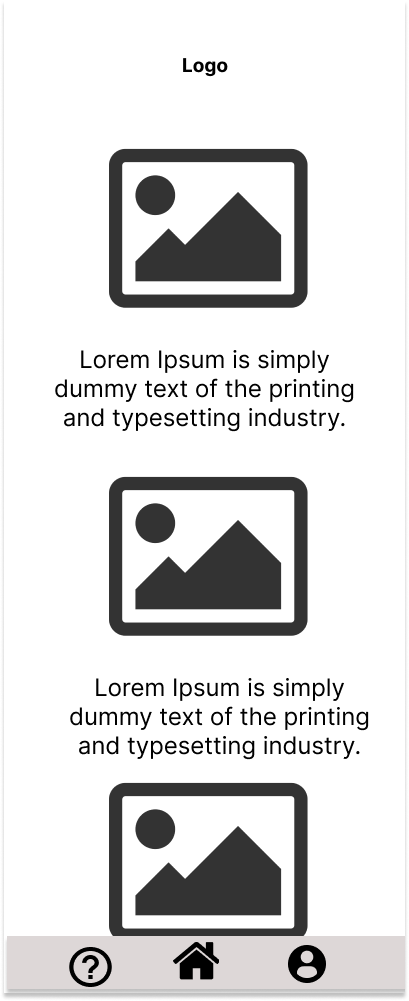 Logo
Lorem Ipsum is simply
dummy text of the printing
and typesetting industry.
Lorem Ipsum is simply
dummy text of the printing
and typesetting industry.
?